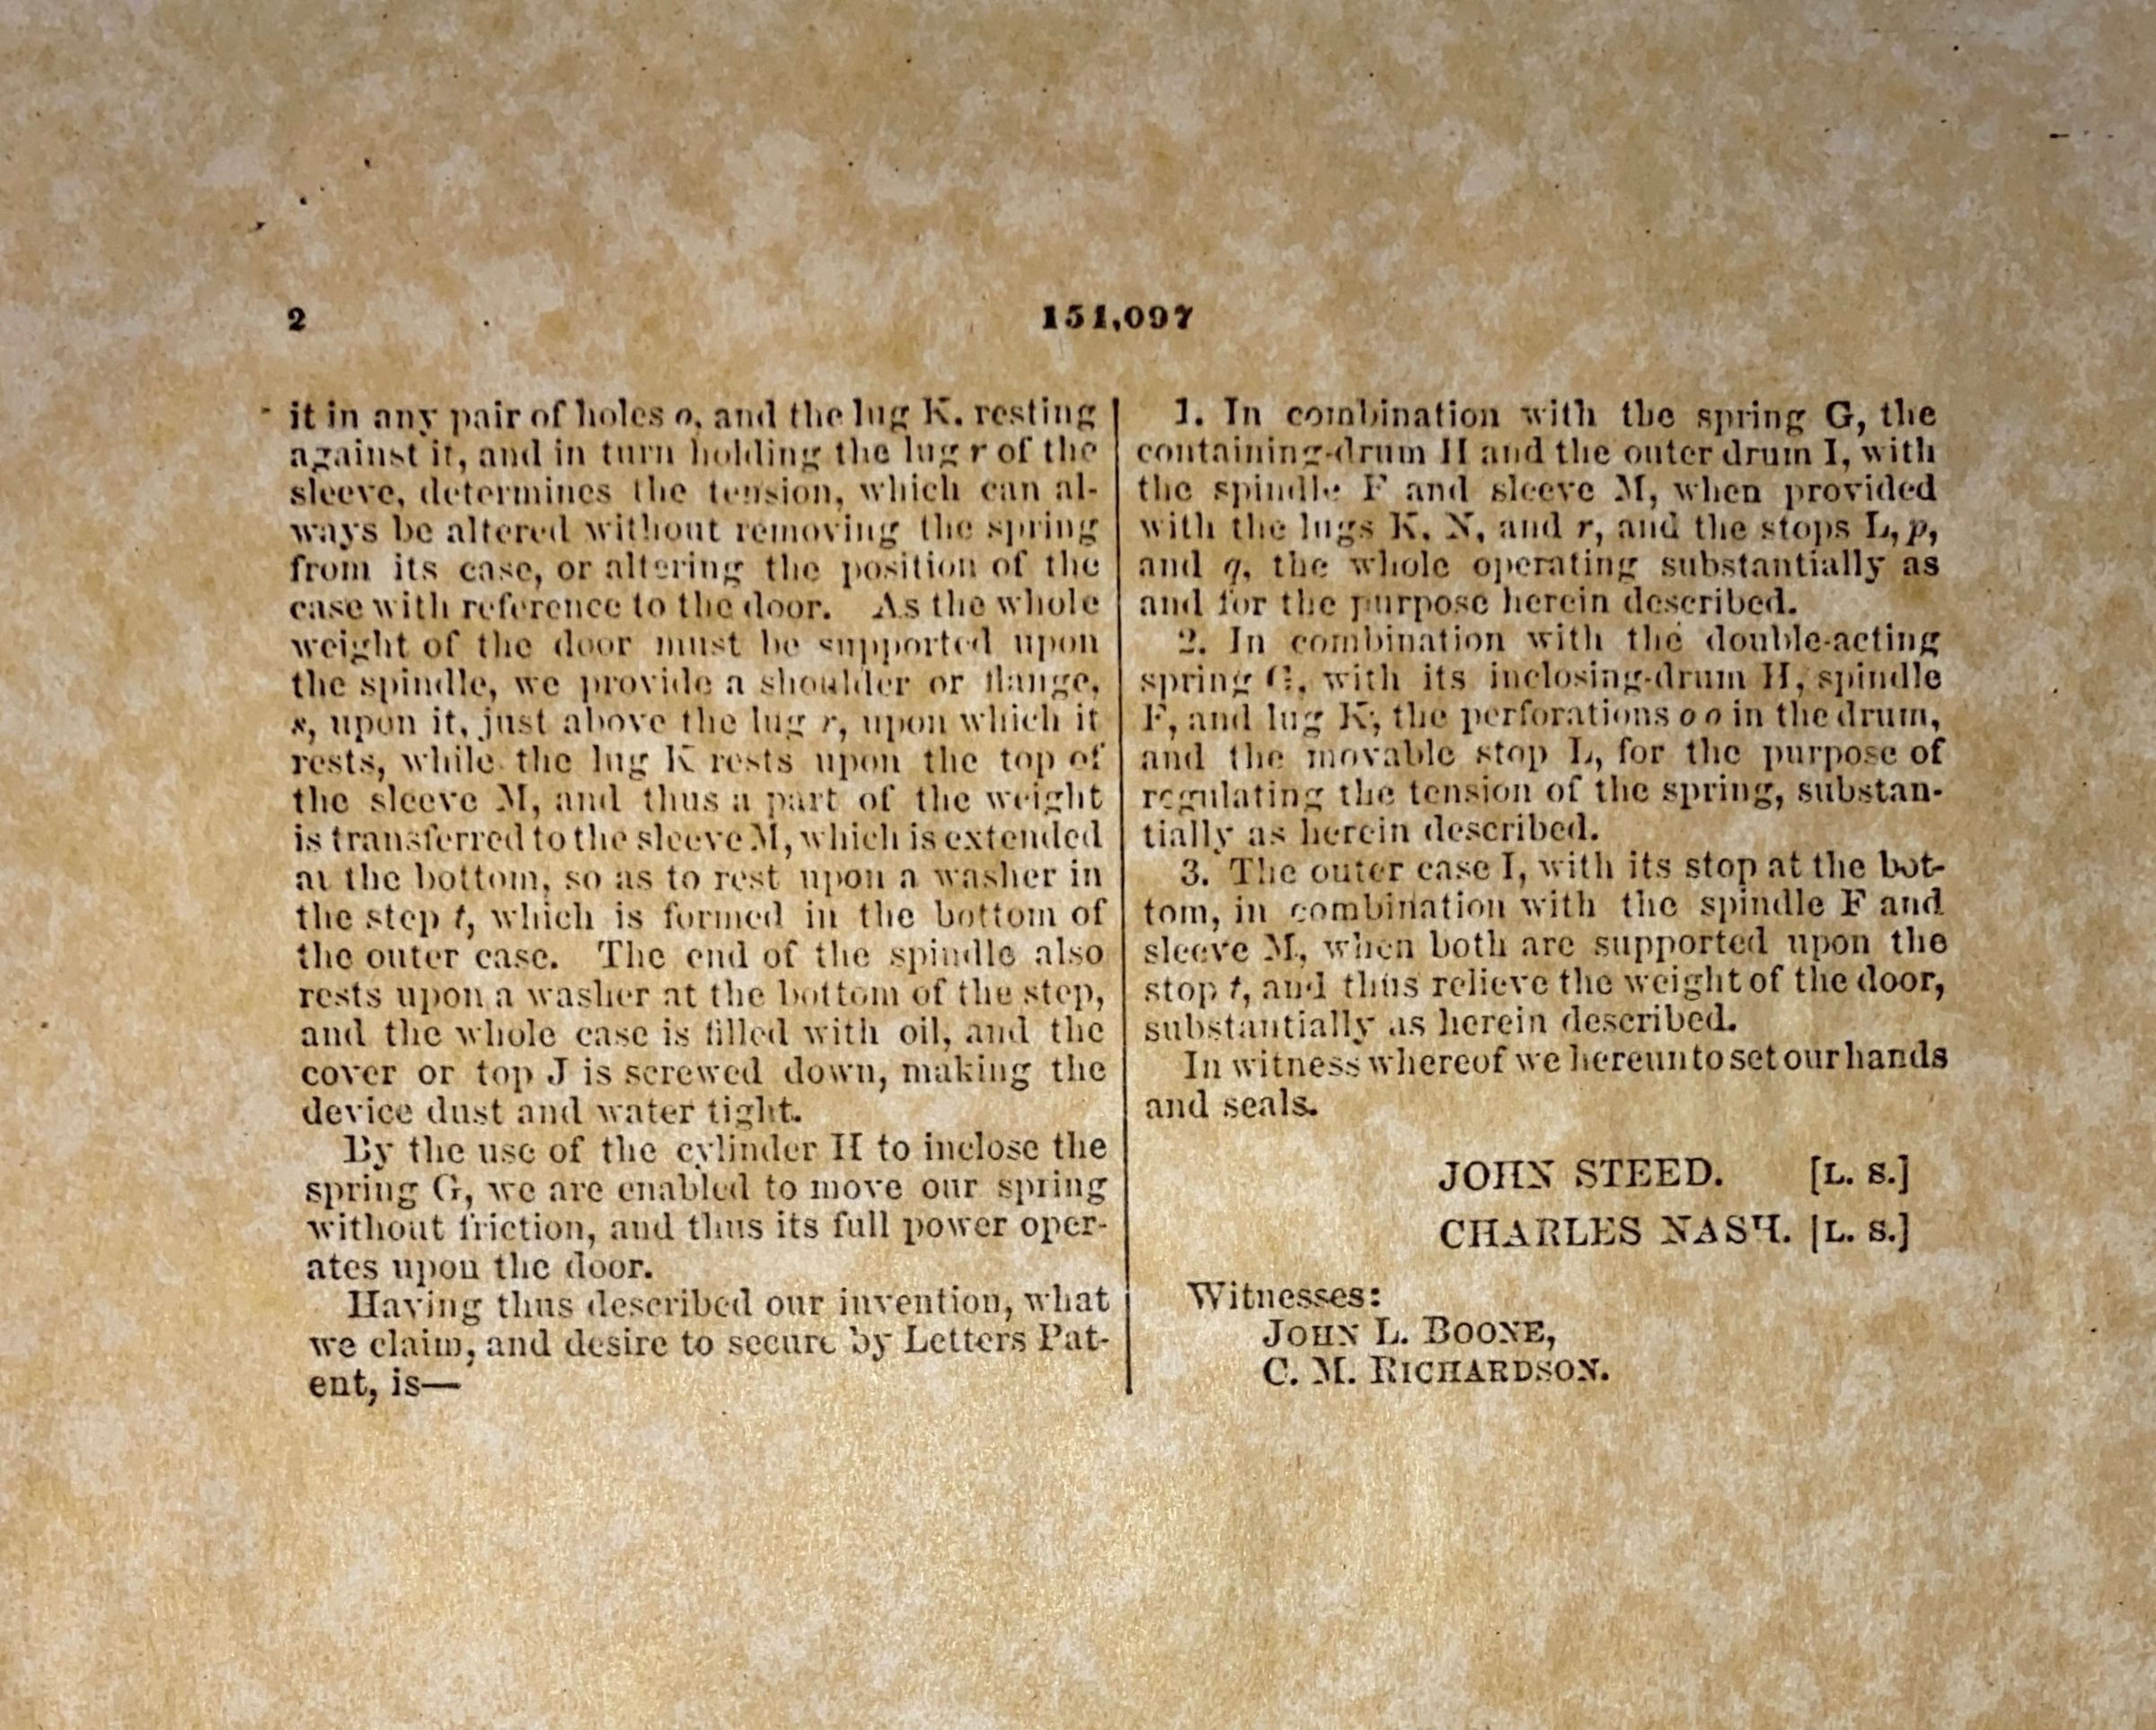 2
151,097
it in any pair of holes o, and the lug K, resting
against it, and in turn holding the lug r of the
sleeve, determines the tension, which can al-
ways be altered without removing the spring
from its case, or altering the position of the
case with reference to the door. As the whole
weight of the door must be supported upon
the spindle, we provide a shoulder or flange,
s, upon it, just above the lug r, upon which it
rests, while the lug K rests upon the top of
the sleeve M, and thus a part of the weight
is transferred to the sleeve M, which is extended
at the bottom, so as to rest upon a washer in
the step t, which is formed in the bottom of
the outer case. The end of the spindle also
rests upon a washer at the bottom of the step,
and the whole case is filled with oil, and the
cover or top J is screwed down, making the
device dust and water tight.
By the use of the cylinder H to inclose the
spring G, we are enabled to move our spring
without friction, and thus its full power oper-
ates upon the door.
Having thus described our invention, what
we claim, and desire to secure by Letters Pat-
ent, is—
1. In combination with the spring G, the
containing-drum H and the outer drum I, with
the spindle F and sleeve M, when provided
with the lugs K, N, and r, and the stops L, p,
and q, the whole operating substantially as
and for the purpose herein described.
2. In combination with the double-acting
spring G, with its inclosing-drum H, spindle
F, and lug K, the perforations o o in the drum,
and the movable stop L, for the purpose of
regulating the tension of the spring, substan-
tially as herein described.
3. The outer case I, with its stop at the bot-
tom, in combination with the spindle F and
sleeve M, when both are supported upon the
stop t, and thus relieve the weight of the door,
substantially as herein described.
In witness whereof we hereunto set our hands
and seals.
JOHN STEED. [L. S.]
CHARLES NASH. [L. S.]
Witnesses:
JOHN L. BOONE,
C. M. RICHARDSON.